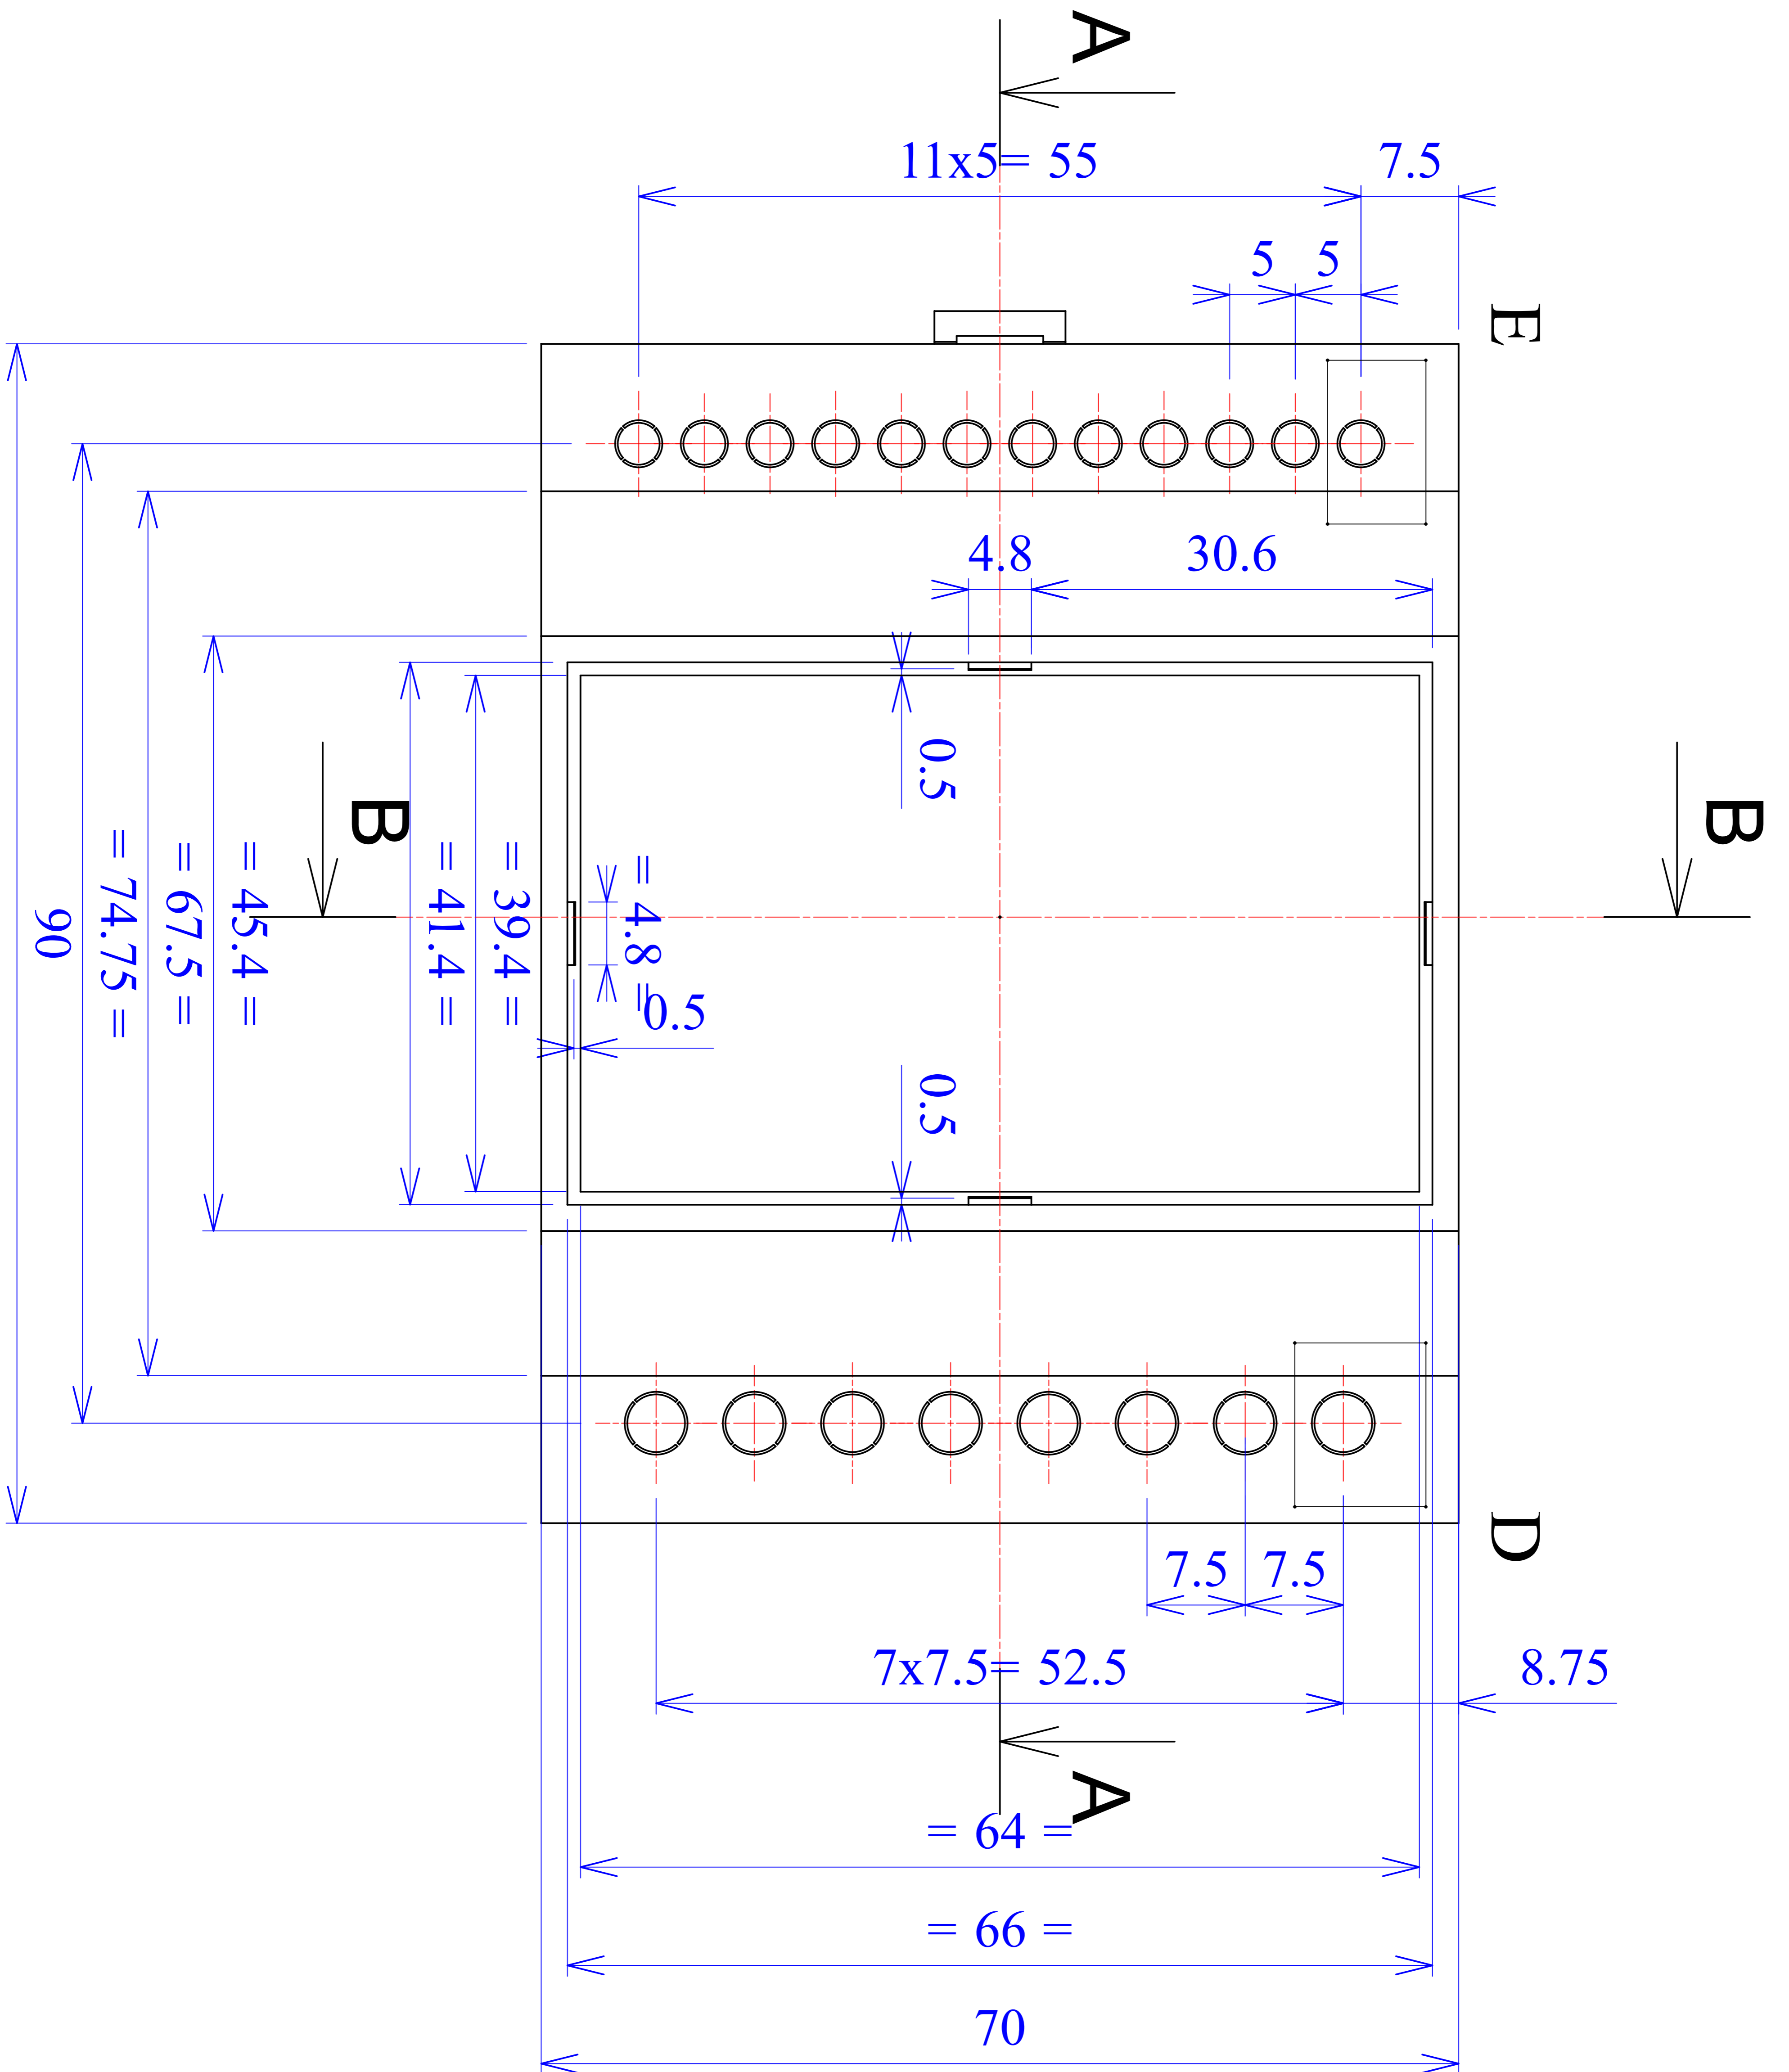 A
11x5= 55
7.5
5
5
E
4.8
30.6
0.5
B
B
= 4.8 =
0.5
= 39.4 =
= 41.4 =
= 45.4 =
= 67.5 =
= 74.75 =
90
0.5
D
7.5
7.5
7x7.5= 52.5
8.75
A
= 64 =
= 66 =
70